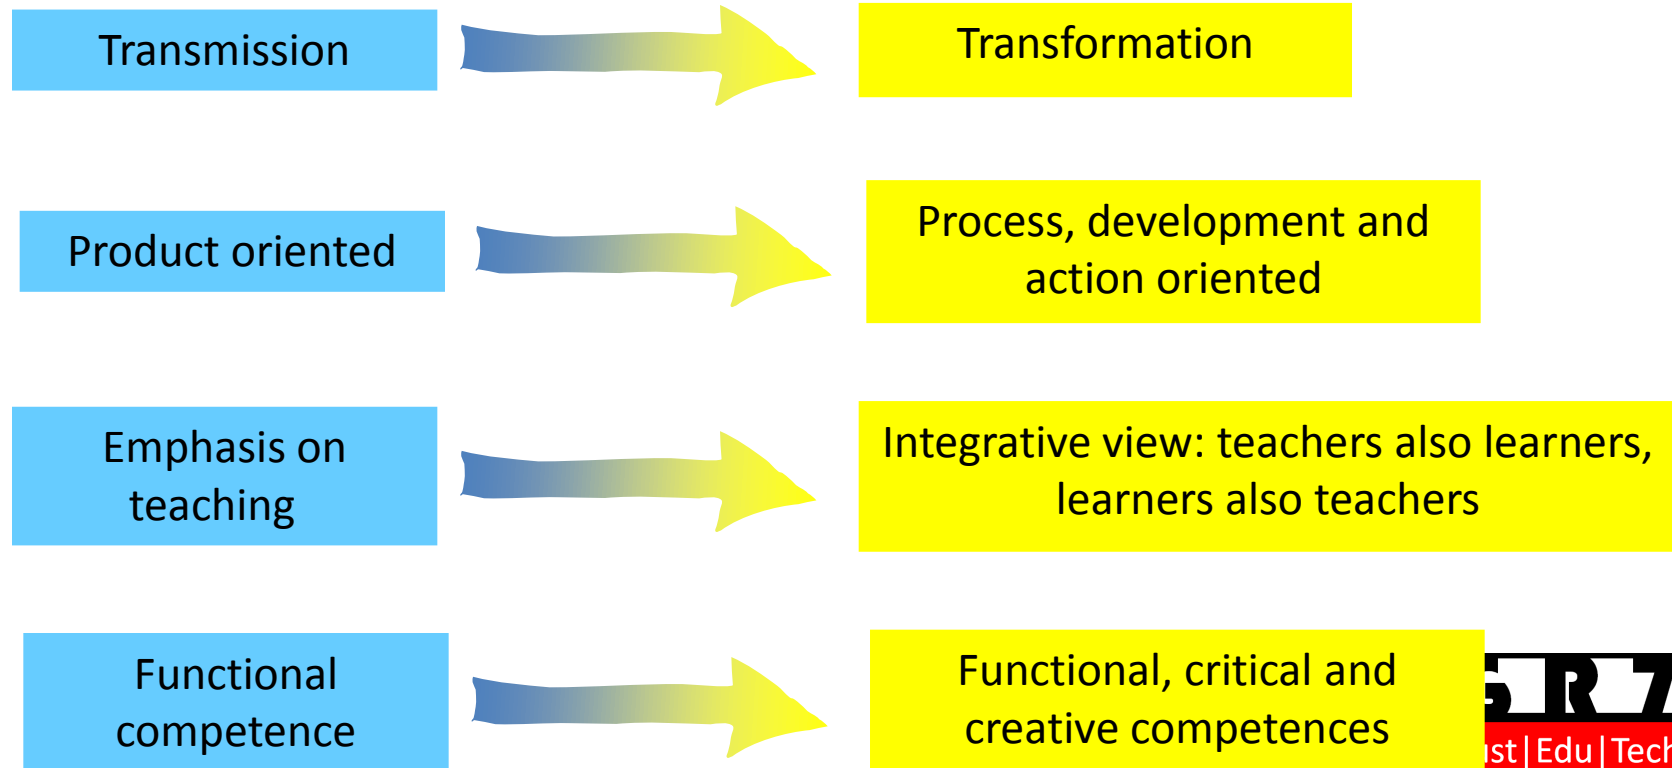 Transmission
Transformation
Product oriented
Process, development and
action oriented
Emphasis on
teaching
Integrative view: teachers also learners,
learners also teachers
Functional
competence
Functional, critical and
creative competences
R
|Edu|Tech